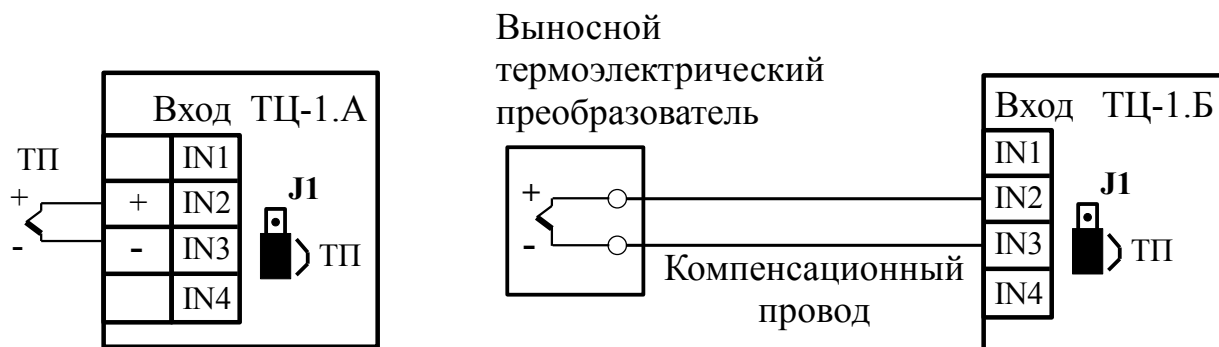 Вход ТЦ-1.А
ТП
IN1
+
+
IN2
J1
-
-
IN3
ТП
IN4
Выносной
термоэлектрический
преобразователь
+
-
Компенсационный
провод
Вход ТЦ-1.Б
IN1
IN2
J1
IN3
ТП
IN4